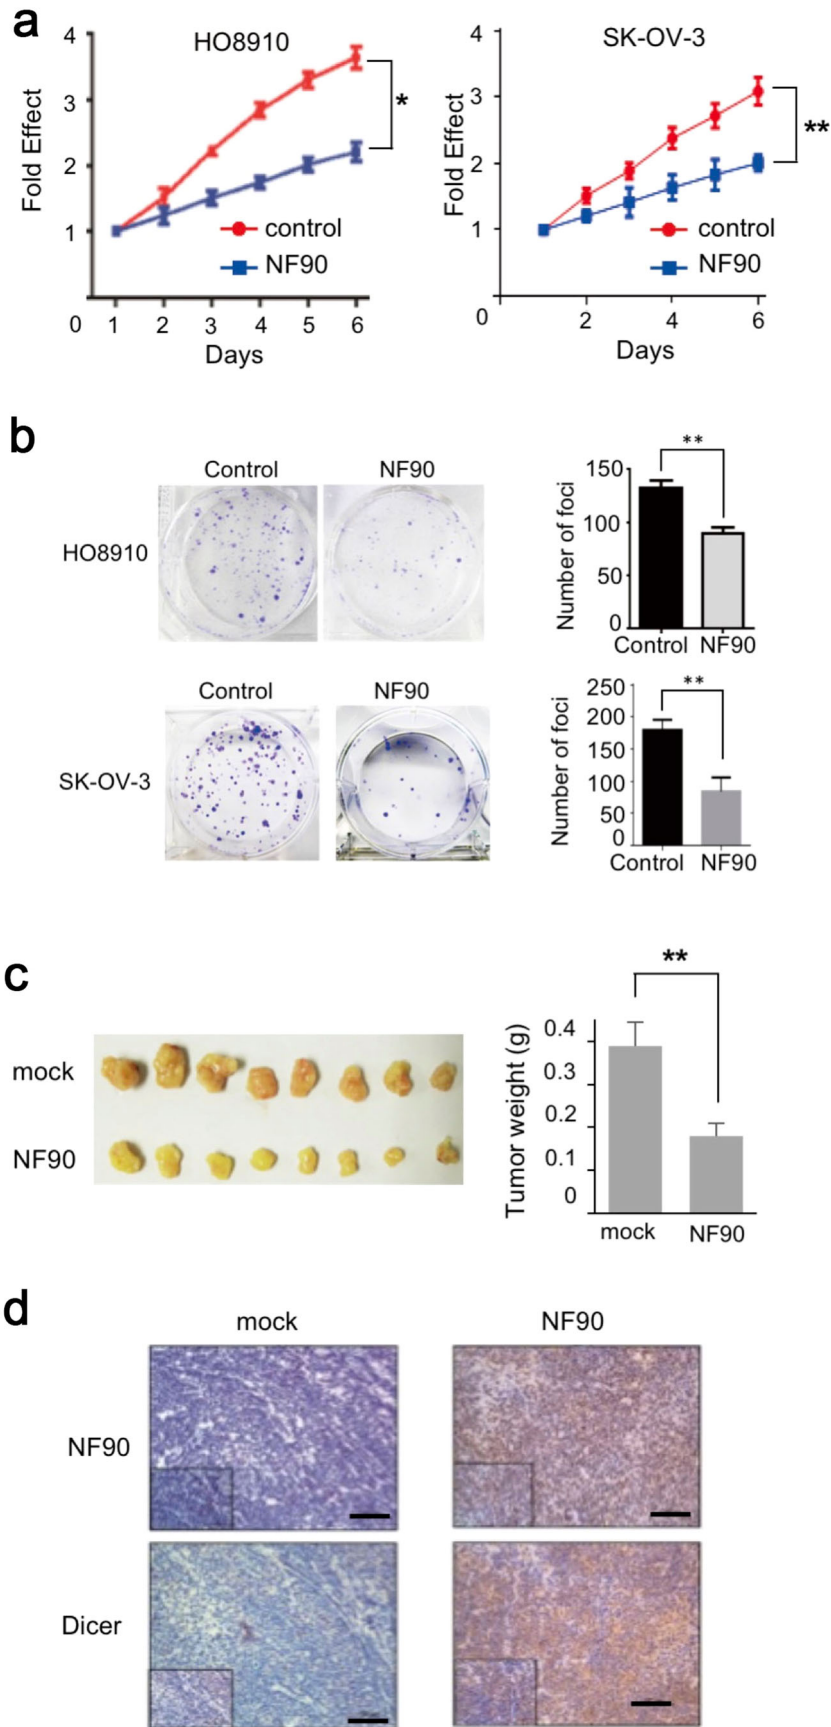 a
HO8910
SK-OV-3
Fold Effect
4
3
2
1
0
1 2 3 4 5 6
Days
control
NF90
*
Fold Effect
4
3
2
1
0
2 4 6
Days
control
NF90
**
b
Control NF90
HO8910
Number of foci
150
100
50
0
**
Control NF90
Control NF90
SK-OV-3
Number of foci
250
200
150
100
50
0
**
Control NF90
c
mock
NF90
Tumor weight (g)
0.4
0.3
0.2
0.1
0
**
mock NF90
d
mock NF90
NF90
Dicer